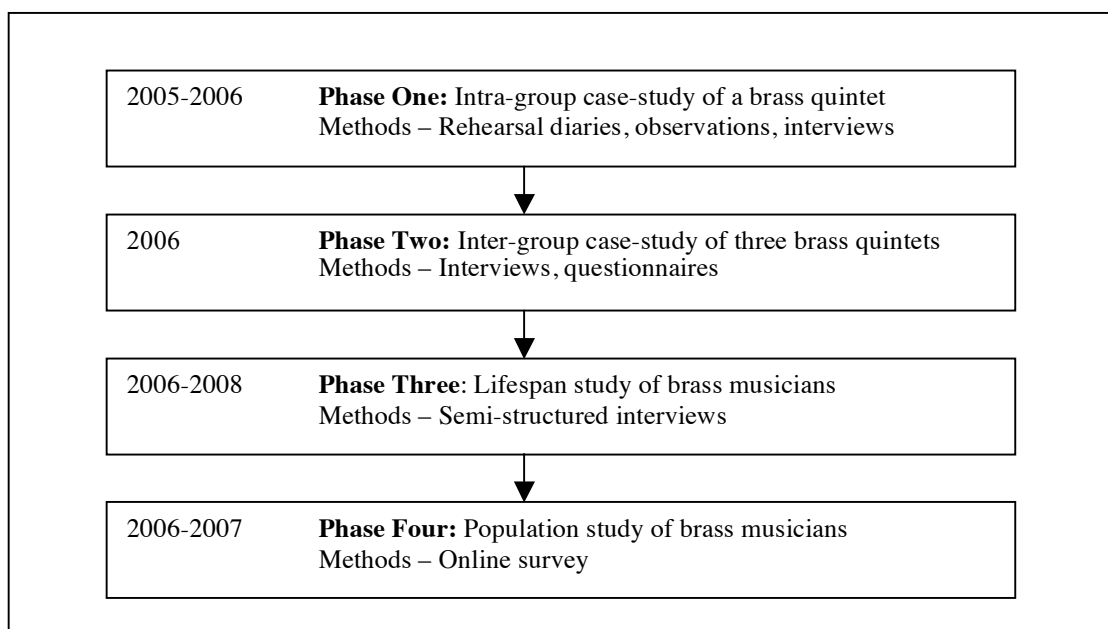 2005-2006 Phase One: Intra-group case-study of a brass quintet
Methods – Rehearsal diaries, observations, interviews
2006 Phase Two: Inter-group case-study of three brass quintets
Methods – Interviews, questionnaires
2006-2008 Phase Three: Lifespan study of brass musicians
Methods – Semi-structured interviews
2006-2007 Phase Four: Population study of brass musicians
Methods – Online survey